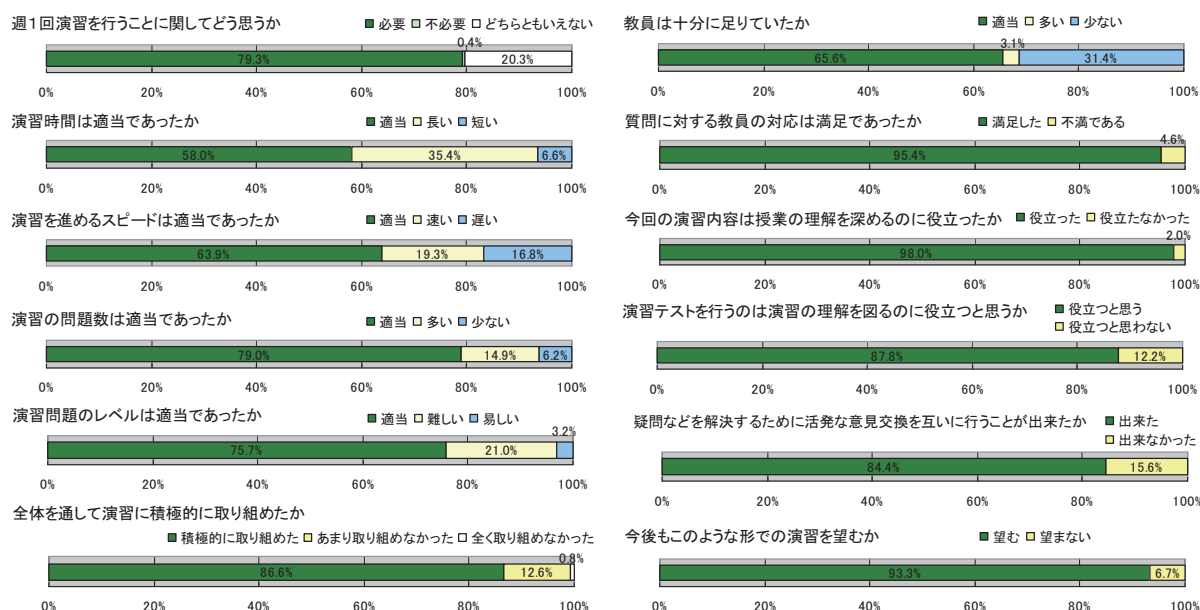 週1回演習を行うことに関してどう思うか
必要 不必要 どちらともいえない
0.4%
79.3% 20.3%
0% 20% 40% 60% 80% 100%
演習時間は適当であったか 適当 長い 短い
58.0% 35.4% 6.6%
0% 20% 40% 60% 80% 100%
演習を進めるスピードは適当であったか 適当 速い 遅い
63.9% 19.3% 16.8%
0% 20% 40% 60% 80% 100%
演習の問題数は適当であったか 適当 多い 少ない
79.0% 14.9% 6.2%
0% 20% 40% 60% 80% 100%
演習問題のレベルは適当であったか 適当 難しい 易しい
3.2%
75.7% 21.0%
0% 20% 40% 60% 80% 100%
全体を通して演習に積極的に取り組めたか
積極的に取り組めた あまり取り組めなかった 全く取り組めなかった
0.8%
86.6% 12.6%
0% 20% 40% 60% 80% 100%
教員は十分に足りていたか 適当 多い 少ない
3.1%
65.6% 31.4%
0% 20% 40% 60% 80% 100%
質問に対する教員の対応は満足であったか 満足した 不満である
4.6%
95.4%
0% 20% 40% 60% 80% 100%
今回の演習内容は授業の理解を深めるのに役立ったか 役立った 役立たなかった
2.0%
98.0%
0% 20% 40% 60% 80% 100%
演習テストを行うのは演習の理解を図るのに役立つと思うか 役立つと思う
役立つと思わない
87.8% 12.2%
0% 20% 40% 60% 80% 100%
疑問などを解決するために活発な意見交換を互いに行うことが出来たか 出来た
出来なかった
84.4% 15.6%
0% 20% 40% 60% 80% 100%
今後もこのような形での演習を望むか 望む 望まない
93.3% 6.7%
0% 20% 40% 60% 80% 100%